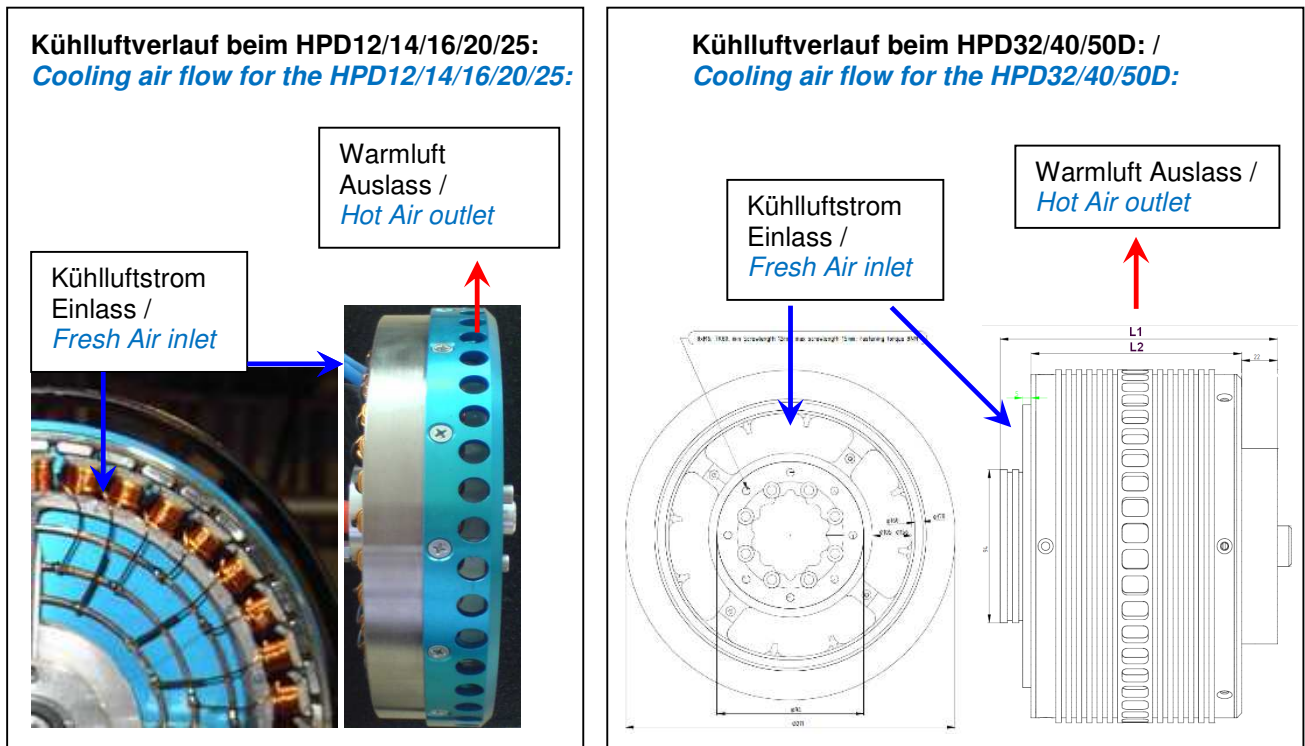 Kühlluftverlauf beim HPD12/14/16/20/25:
Cooling air flow for the HPD12/14/16/20/25:
Warmluft
Auslass /
Hot Air outlet
Kühlluftstrom
Einlass /
Fresh Air inlet
Kühlluftverlauf beim HPD32/40/50D: /
Cooling air flow for the HPD32/40/50D:
Warmluft Auslass /
Hot Air outlet
Kühlluftstrom
Einlass /
Fresh Air inlet
L1
L2
22